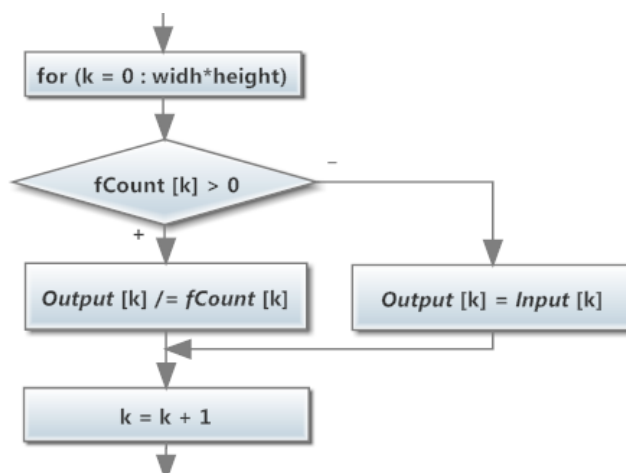 for (k = 0 : widh*height)
fCount [k] > 0
–
+
Output [k] /= fCount [k]
Output [k] = Input [k]
k = k + 1